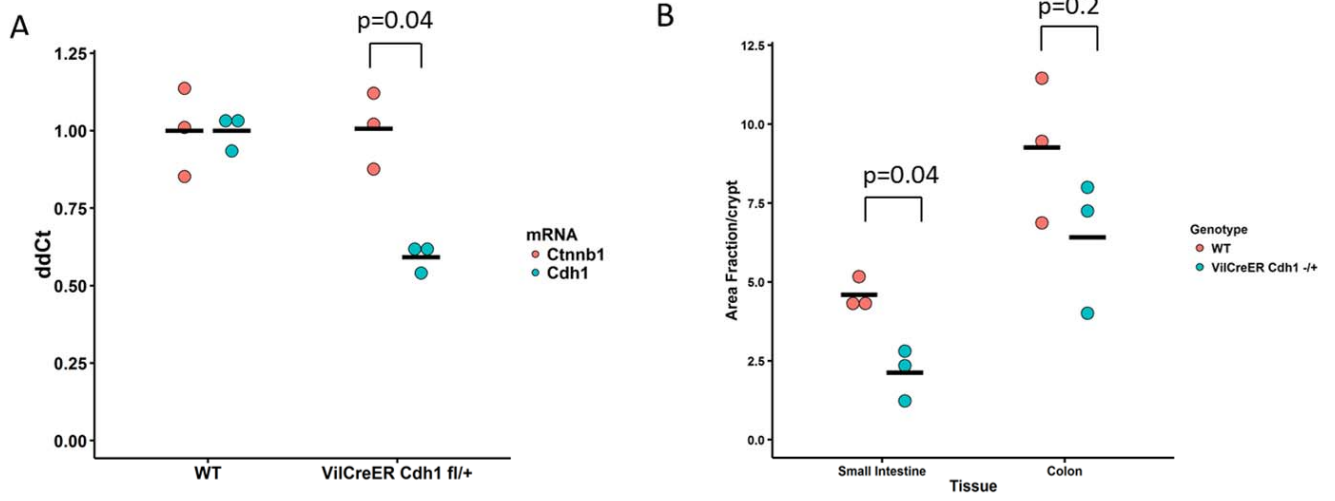 A
p=0.04
1.25
1.00
0.75
0.50
0.25
0.00
ddCt
WT
VilCreER Cdh1 fl/+
mRNA
Ctnnb1
Cdh1
B
p=0.2
p=0.04
12.5
10.0
7.5
5.0
2.5
0.0
Area Fraction/crypt
Small Intestine
Colon
Tissue
Genotype
WT
VilCreER Cdh1 -/+